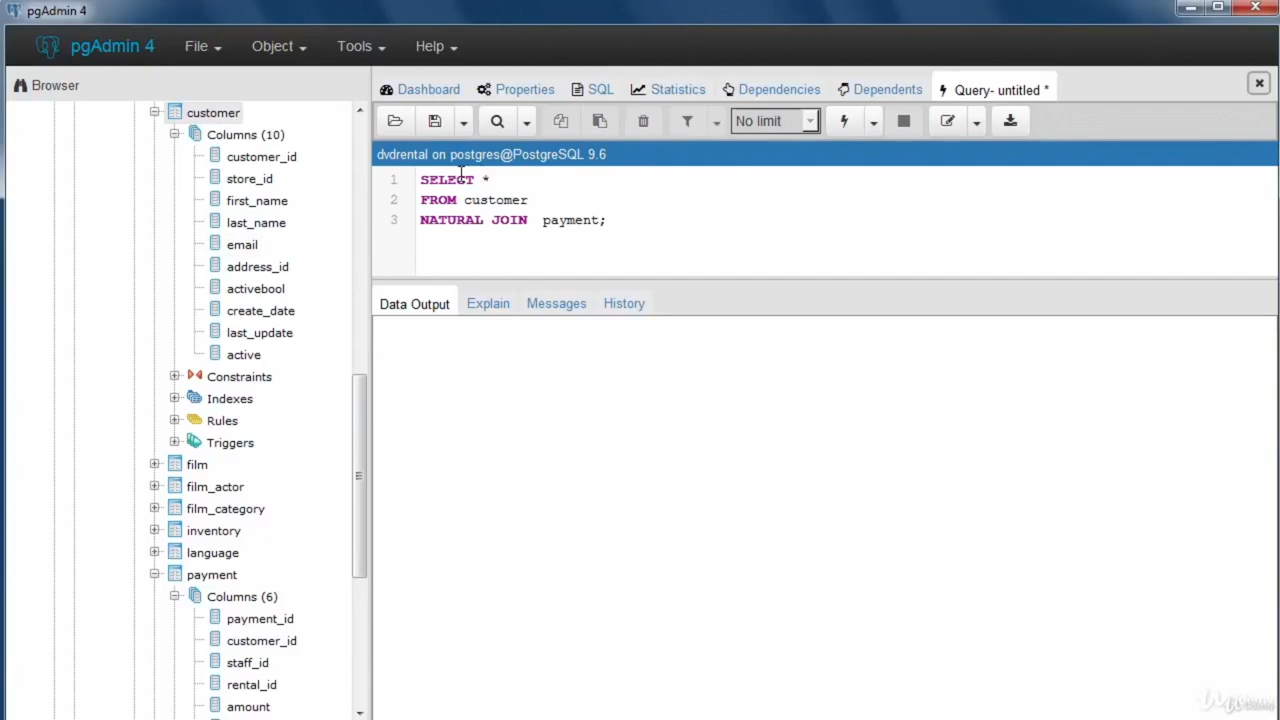 pgAdmin 4
pgAdmin 4 File Object Tools Help
Browser
Dashboard Properties SQL Statistics Dependencies Dependents Query- untitled *
No limit
dvdrental on postgres@PostgreSQL 9.6
1 SELECT *
2 FROM customer
3 NATURAL JOIN payment;
Data Output Explain Messages History
customer
Columns (10)
customer_id
store_id
first_name
last_name
email
address_id
activebool
create_date
last_update
active
Constraints
Indexes
Rules
Triggers
film
film_actor
film_category
inventory
language
payment
Columns (6)
payment_id
customer_id
staff_id
rental_id
amount